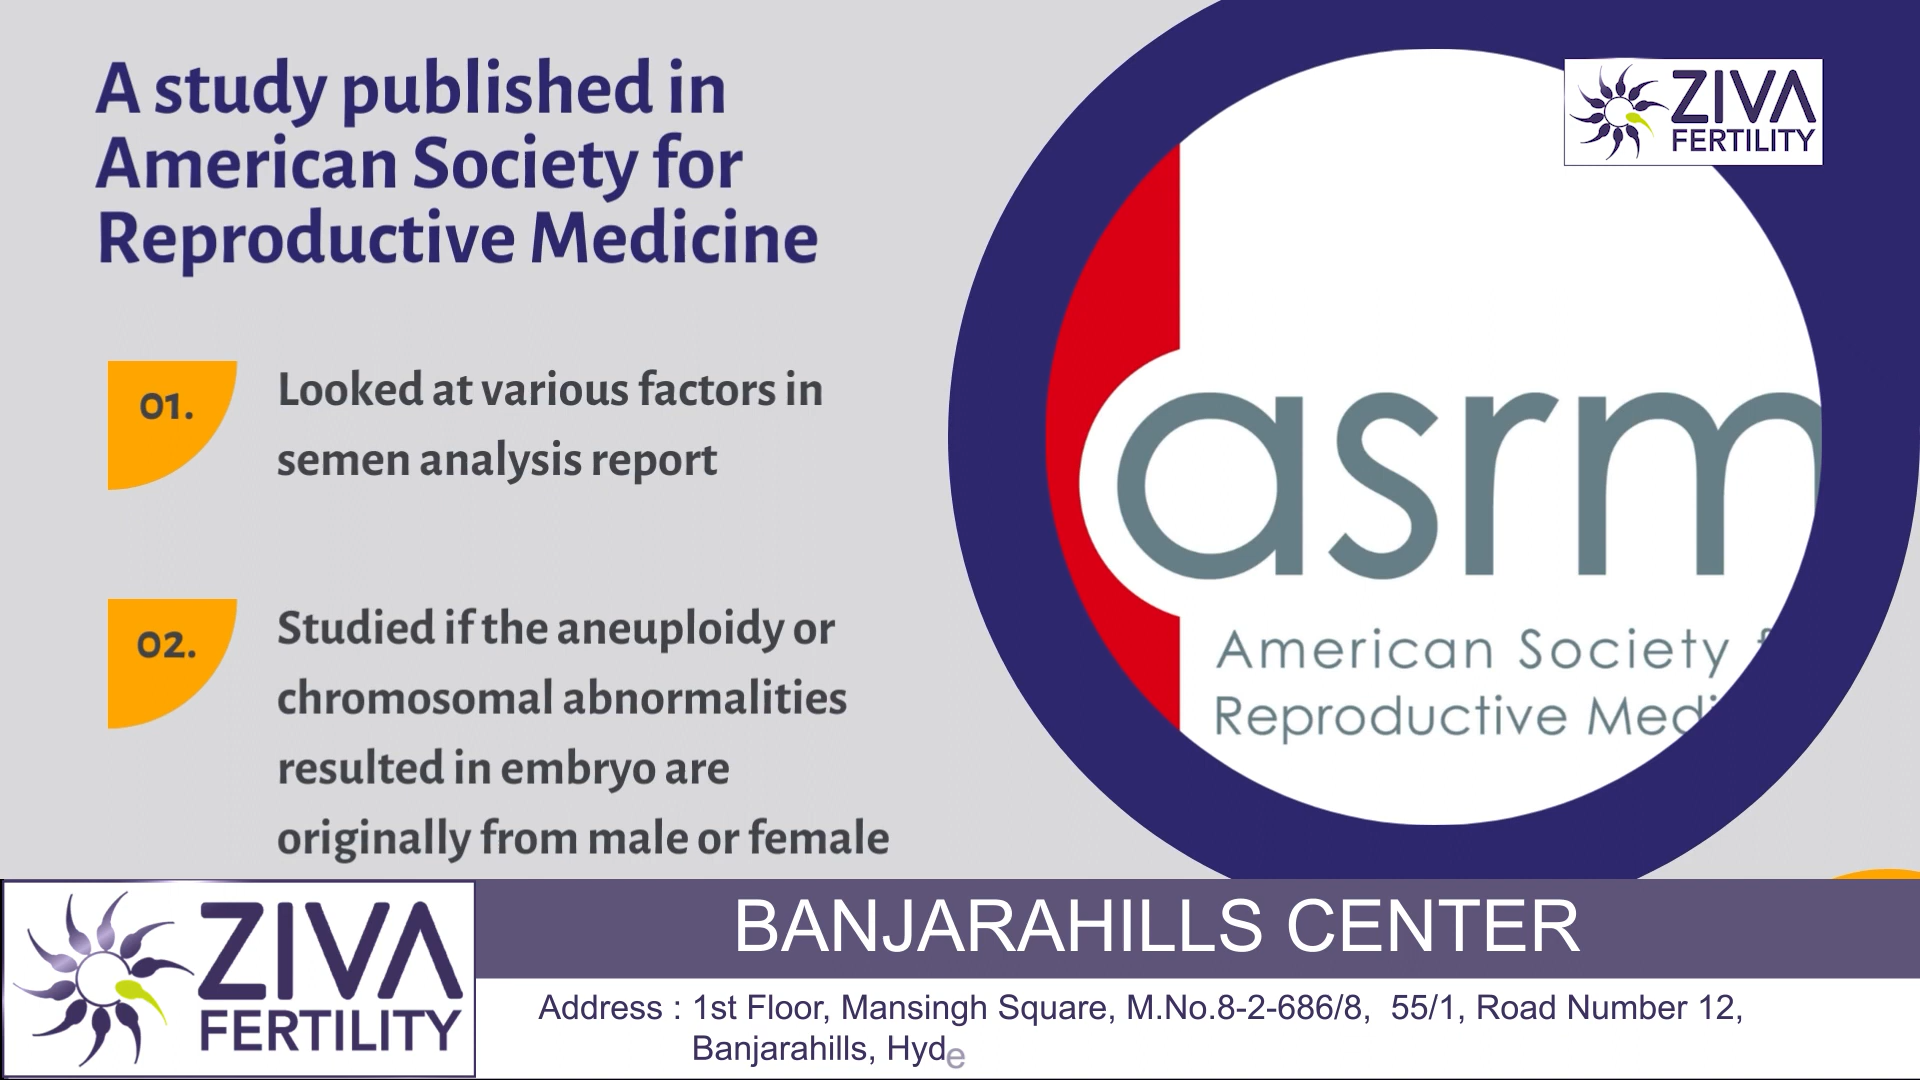 A study published in
American Society for
Reproductive Medicine
ZIVA
FERTILITY
01.
Looked at various factors in
semen analysis report
02.
Studied if the aneuploidy or
chromosomal abnormalities
resulted in embryo are
originally from male or female
asrm
American Society f
Reproductive Medi
ZIVA
FERTILITY
BANJARAHILLS CENTER
Address : 1st Floor, Mansingh Square, M.No.8-2-686/8, 55/1, Road Number 12,
Banjarahills, Hyde